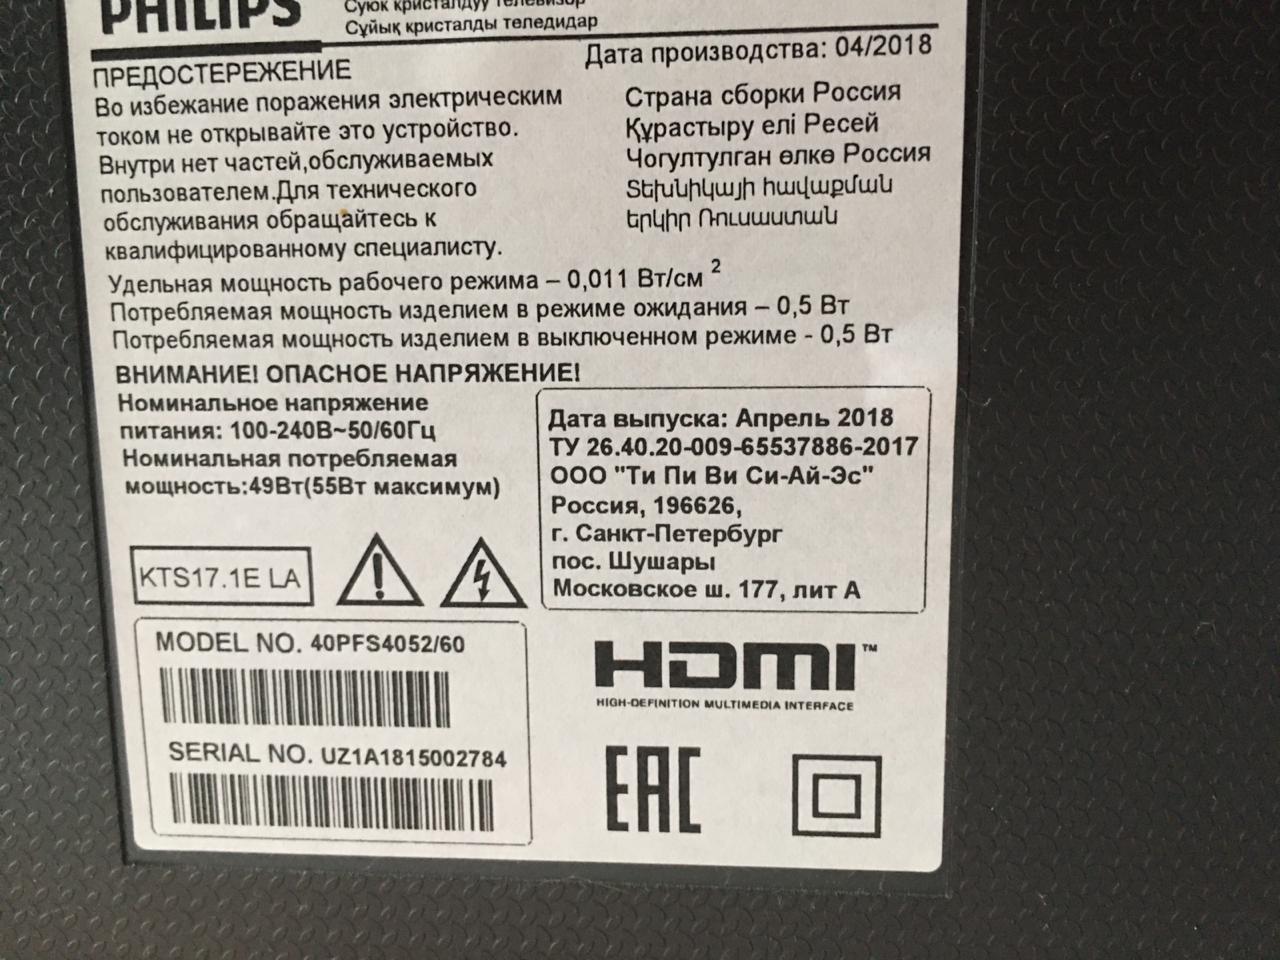 PHILIPS
Суюк кристалдуу телевизор
Сұйық кристалды теледидар
Дата производства: 04/2018
ПРЕДОСТЕРЕЖЕНИЕ
Во избежание поражения электрическим
током не открывайте это устройство.
Внутри нет частей,обслуживаемых
пользователем.Для технического
обслуживания обращайтесь к
квалифицированному специалисту.
Страна сборки Россия
Құрастыру елі Ресей
Чогултулган өлкө Россия
Տեխնիկայի հավաքման
երկիր Ռուսաստան
Удельная мощность рабочего режима – 0,011 Вт/см 2
Потребляемая мощность изделием в режиме ожидания – 0,5 Вт
Потребляемая мощность изделием в выключенном режиме - 0,5 Вт
ВНИМАНИЕ! ОПАСНОЕ НАПРЯЖЕНИЕ!
Номинальное напряжение
питания: 100-240В~50/60Гц
Номинальная потребляемая
мощность:49Вт(55Вт максимум)
Дата выпуска: Апрель 2018
ТУ 26.40.20-009-65537886-2017
ООО "Ти Пи Ви Си-Ай-Эс"
Россия, 196626,
г. Санкт-Петербург
пос. Шушары
Московское ш. 177, лит А
KTS17.1E LA
MODEL NO. 40PFS4052/60
SERIAL NO. UZ1A1815002784
HDMI™
HIGH-DEFINITION MULTIMEDIA INTERFACE
EAC